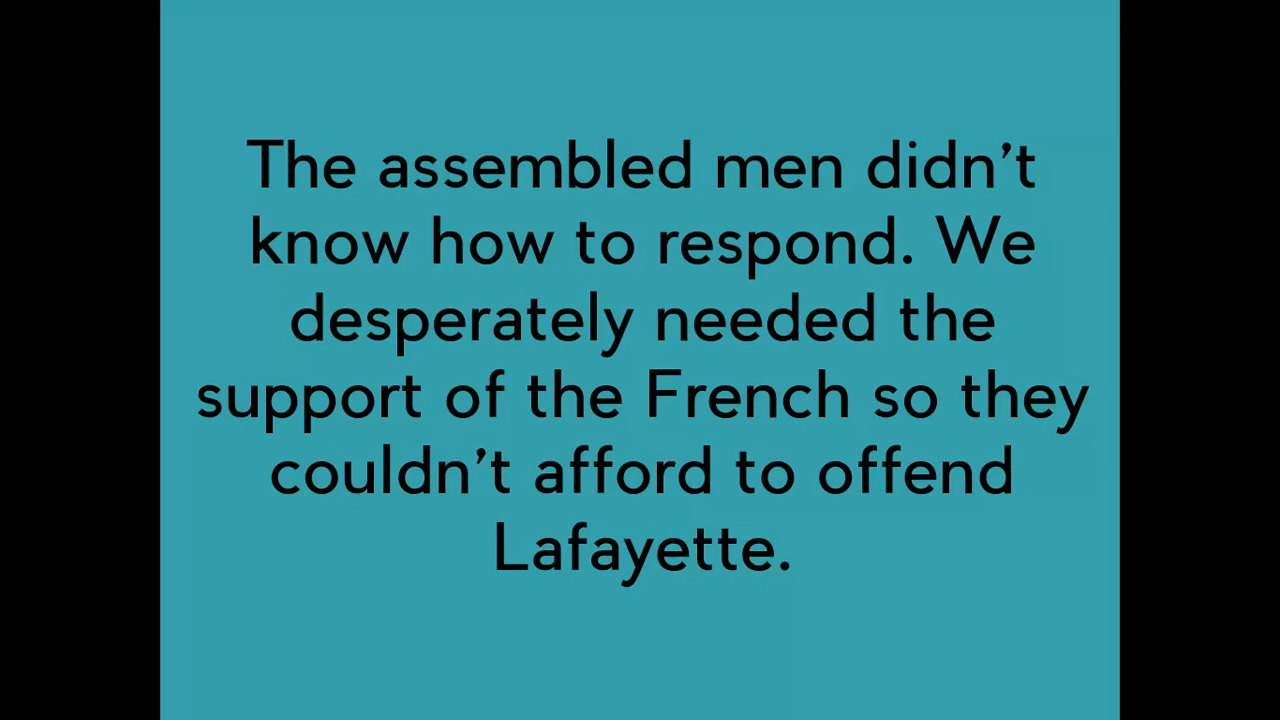 The assembled men didn’t
know how to respond. We
desperately needed the
support of the French so they
couldn’t afford to offend
Lafayette.